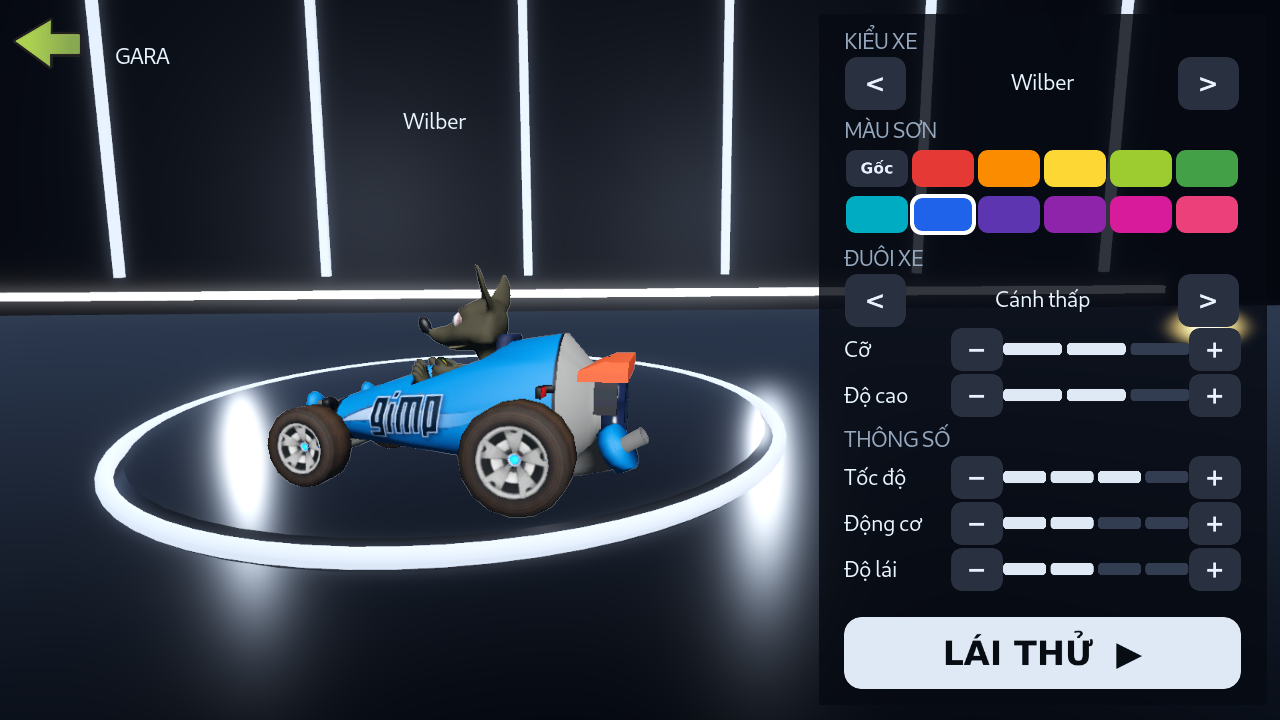 GARA
Wilber
gimp
KIỂU XE
< Wilber >
MÀU SƠN
Gốc
ĐUÔI XE
< Cánh thấp >
Cỡ − +
Độ cao − +
THÔNG SỐ
Tốc độ − +
Động cơ − +
Độ lái − +
LÁI THỬ ▶